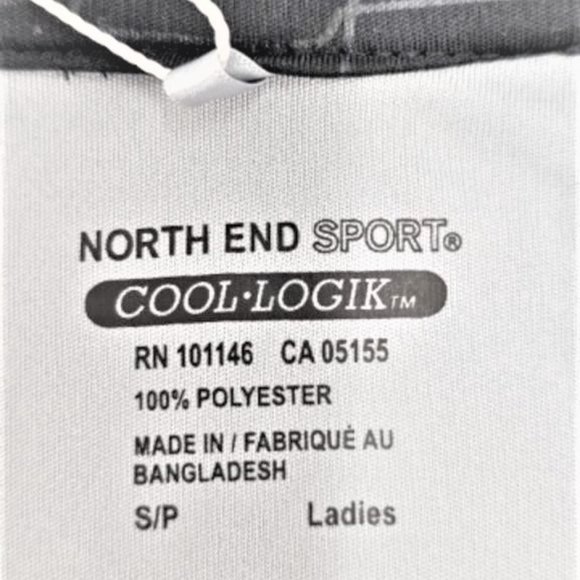 NORTH END SPORT®
COOL·LOGIK™
RN 101146 CA 05155
100% POLYESTER
MADE IN / FABRIQUÉ AU
BANGLADESH
S/P Ladies